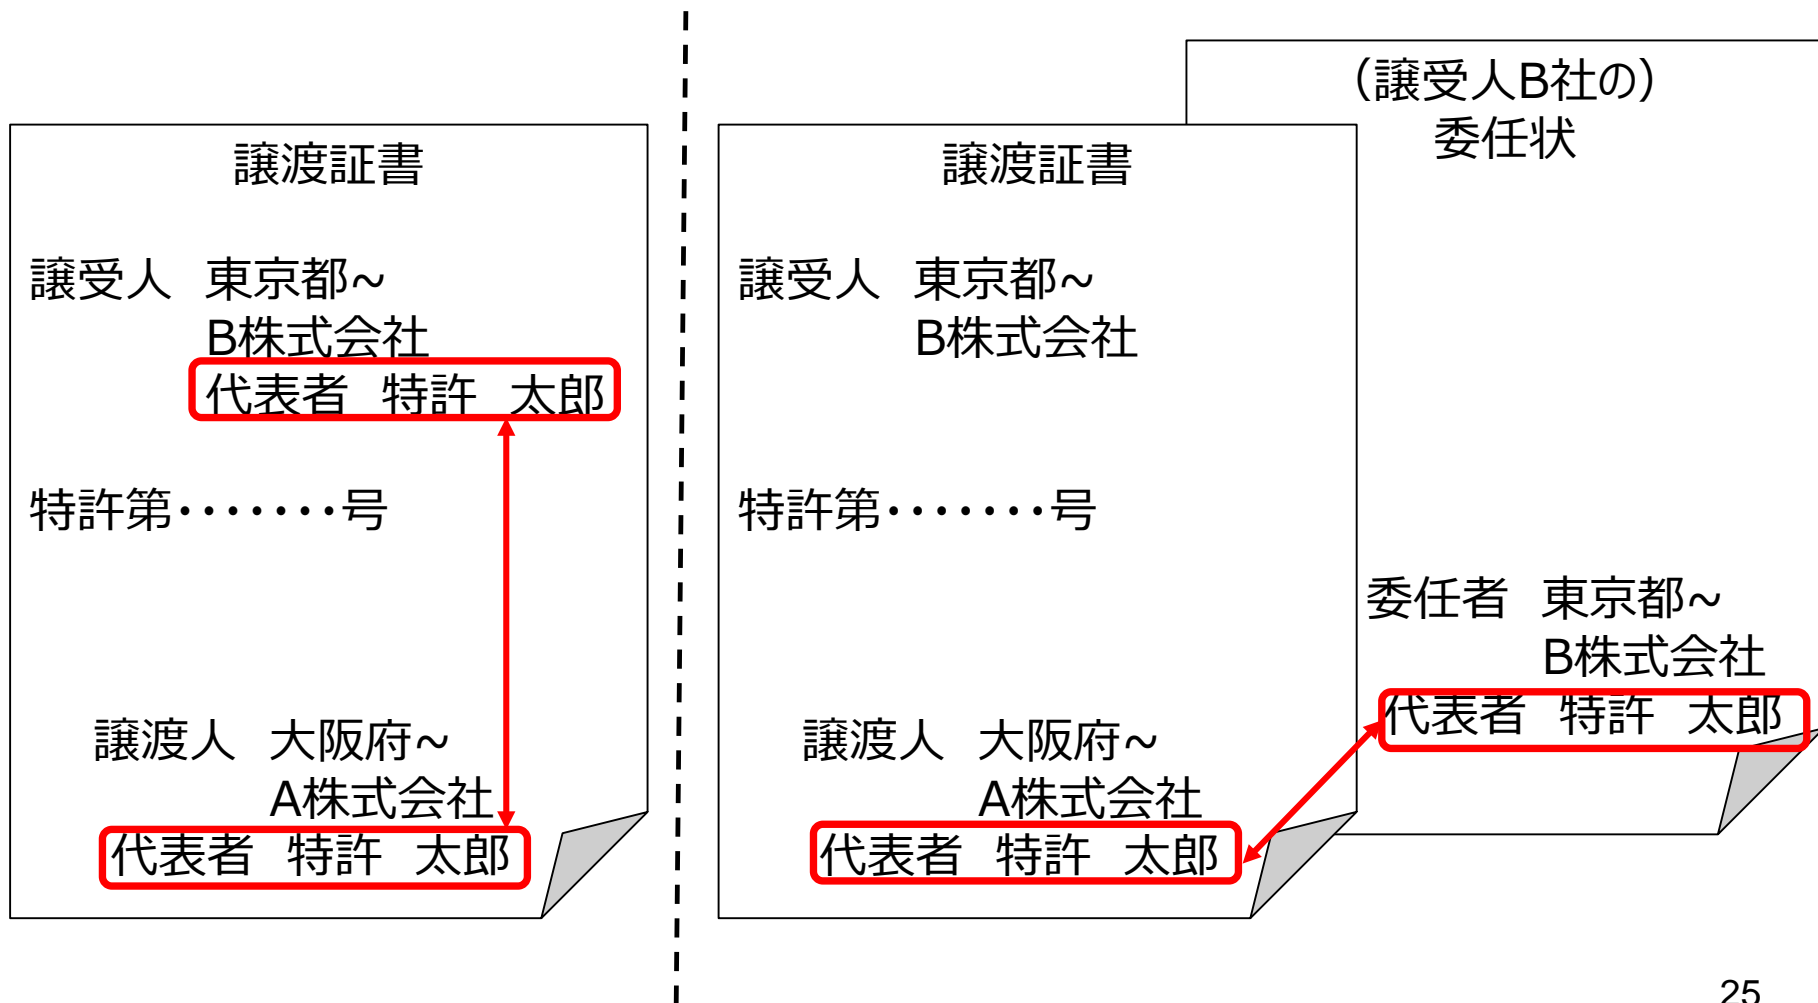 譲渡証書
譲受人　東京都~
B株式会社
代表者　特許　太郎
特許第・・・・・・・号
譲渡人　大阪府~
A株式会社
代表者　特許　太郎
譲渡証書
譲受人　東京都~
B株式会社
特許第・・・・・・・号
譲渡人　大阪府~
A株式会社
代表者　特許　太郎
（譲受人B社の）
委任状
委任者　東京都~
B株式会社
代表者　特許　太郎
25